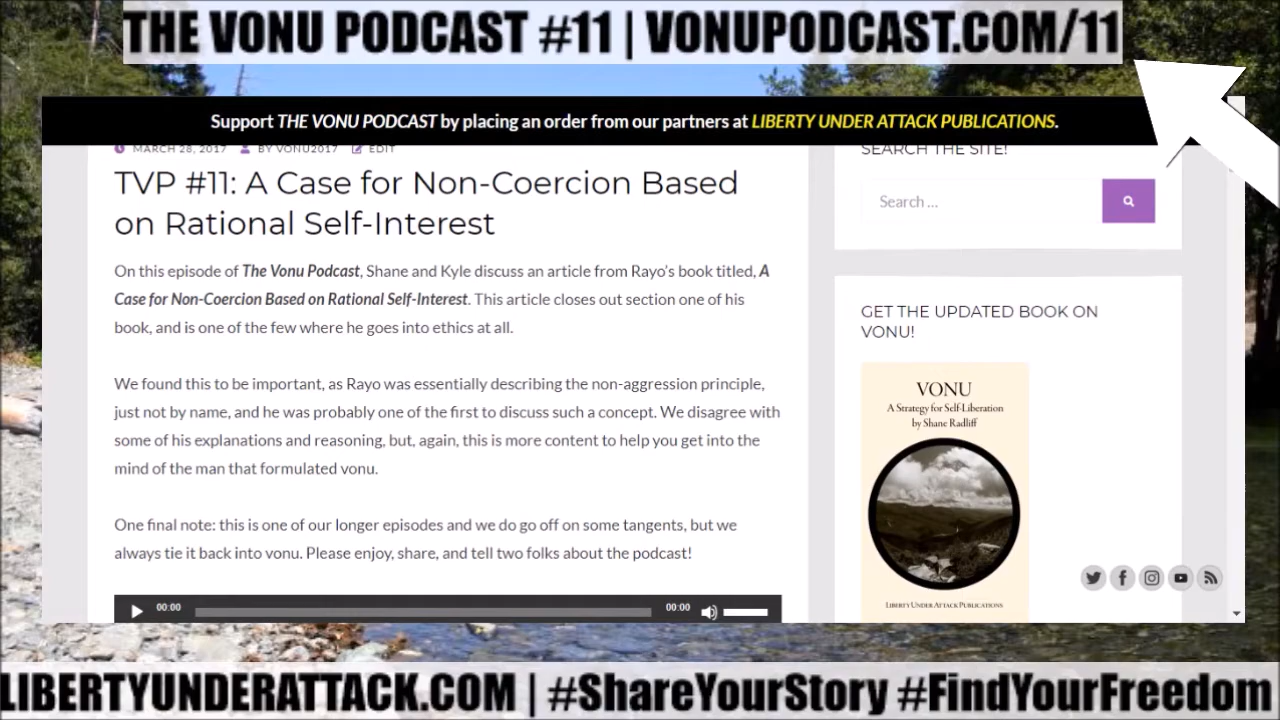 THE VONU PODCAST #11 | VONUPODCAST.COM/11
Support THE VONU PODCAST by placing an order from our partners at LIBERTY UNDER ATTACK PUBLICATIONS.
MARCH 28, 2017 BY VONU2017 EDIT
TVP #11: A Case for Non-Coercion Based
on Rational Self-Interest
On this episode of The Vonu Podcast, Shane and Kyle discuss an article from Rayo's book titled, A
Case for Non-Coercion Based on Rational Self-Interest. This article closes out section one of his
book, and is one of the few where he goes into ethics at all.
We found this to be important, as Rayo was essentially describing the non-aggression principle,
just not by name, and he was probably one of the first to discuss such a concept. We disagree with
some of his explanations and reasoning, but, again, this is more content to help you get into the
mind of the man that formulated vonu.
One final note: this is one of our longer episodes and we do go off on some tangents, but we
always tie it back into vonu. Please enjoy, share, and tell two folks about the podcast!
00:00 00:00
SEARCH THE SITE!
Search ...
GET THE UPDATED BOOK ON
VONU!
VONU
A Strategy for Self-Liberation
by Shane Radliff
LIBERTY UNDER ATTACK PUBLICATIONS
LIBERTYUNDERATTACK.COM | #ShareYourStory #FindYourFreedom